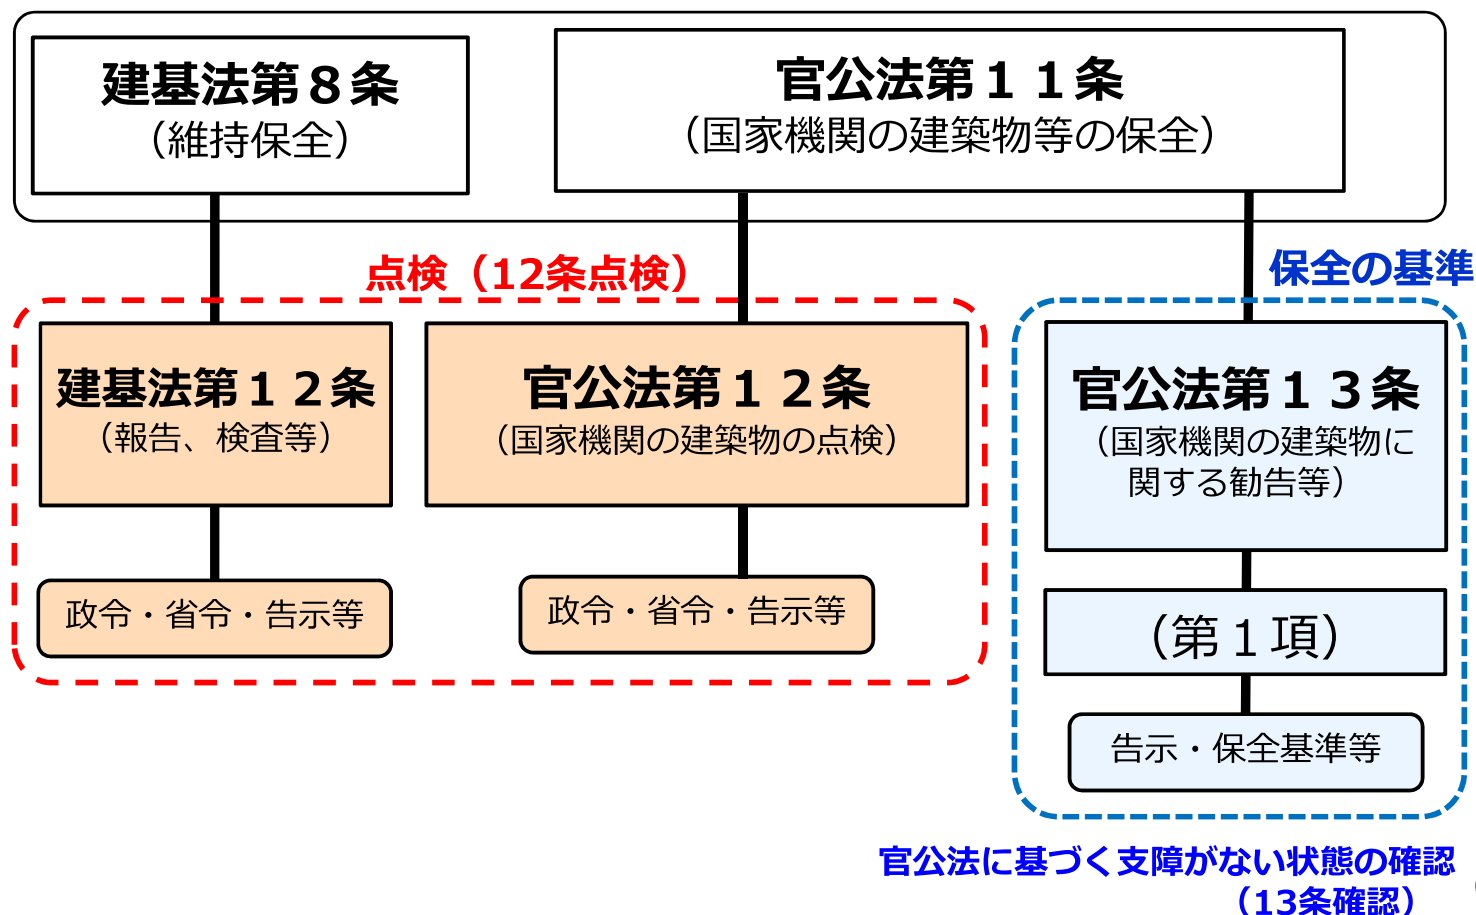 建基法第８条
（維持保全）
官公法第１１条
（国家機関の建築物等の保全）
点検（12条点検）
保全の基準
建基法第１２条
（報告、検査等）
官公法第１２条
（国家機関の建築物の点検）
官公法第１３条
（国家機関の建築物に
関する勧告等）
政令・省令・告示等
政令・省令・告示等
（第１項）
告示・保全基準等
官公法に基づく支障がない状態の確認
（13条確認）